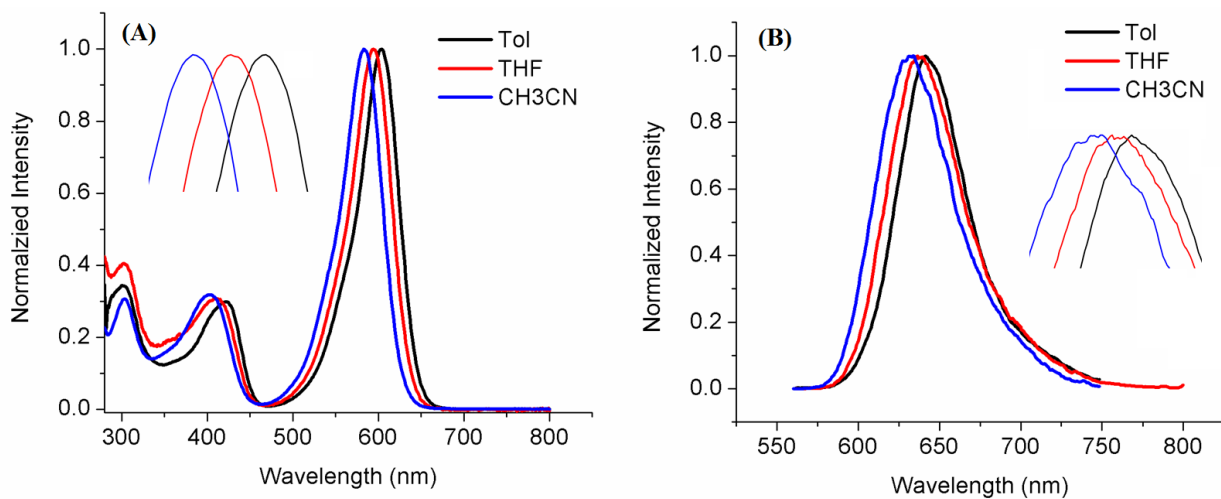 (A)
Tol
THF
CH3CN
Normalzied Intensity
1.0
0.8
0.6
0.4
0.2
0.0
300 400 500 600 700 800
Wavelength (nm)
(B)
Tol
THF
CH3CN
Normalized Intensity
1.0
0.8
0.6
0.4
0.2
0.0
550 600 650 700 750 800
Wavelength (nm)